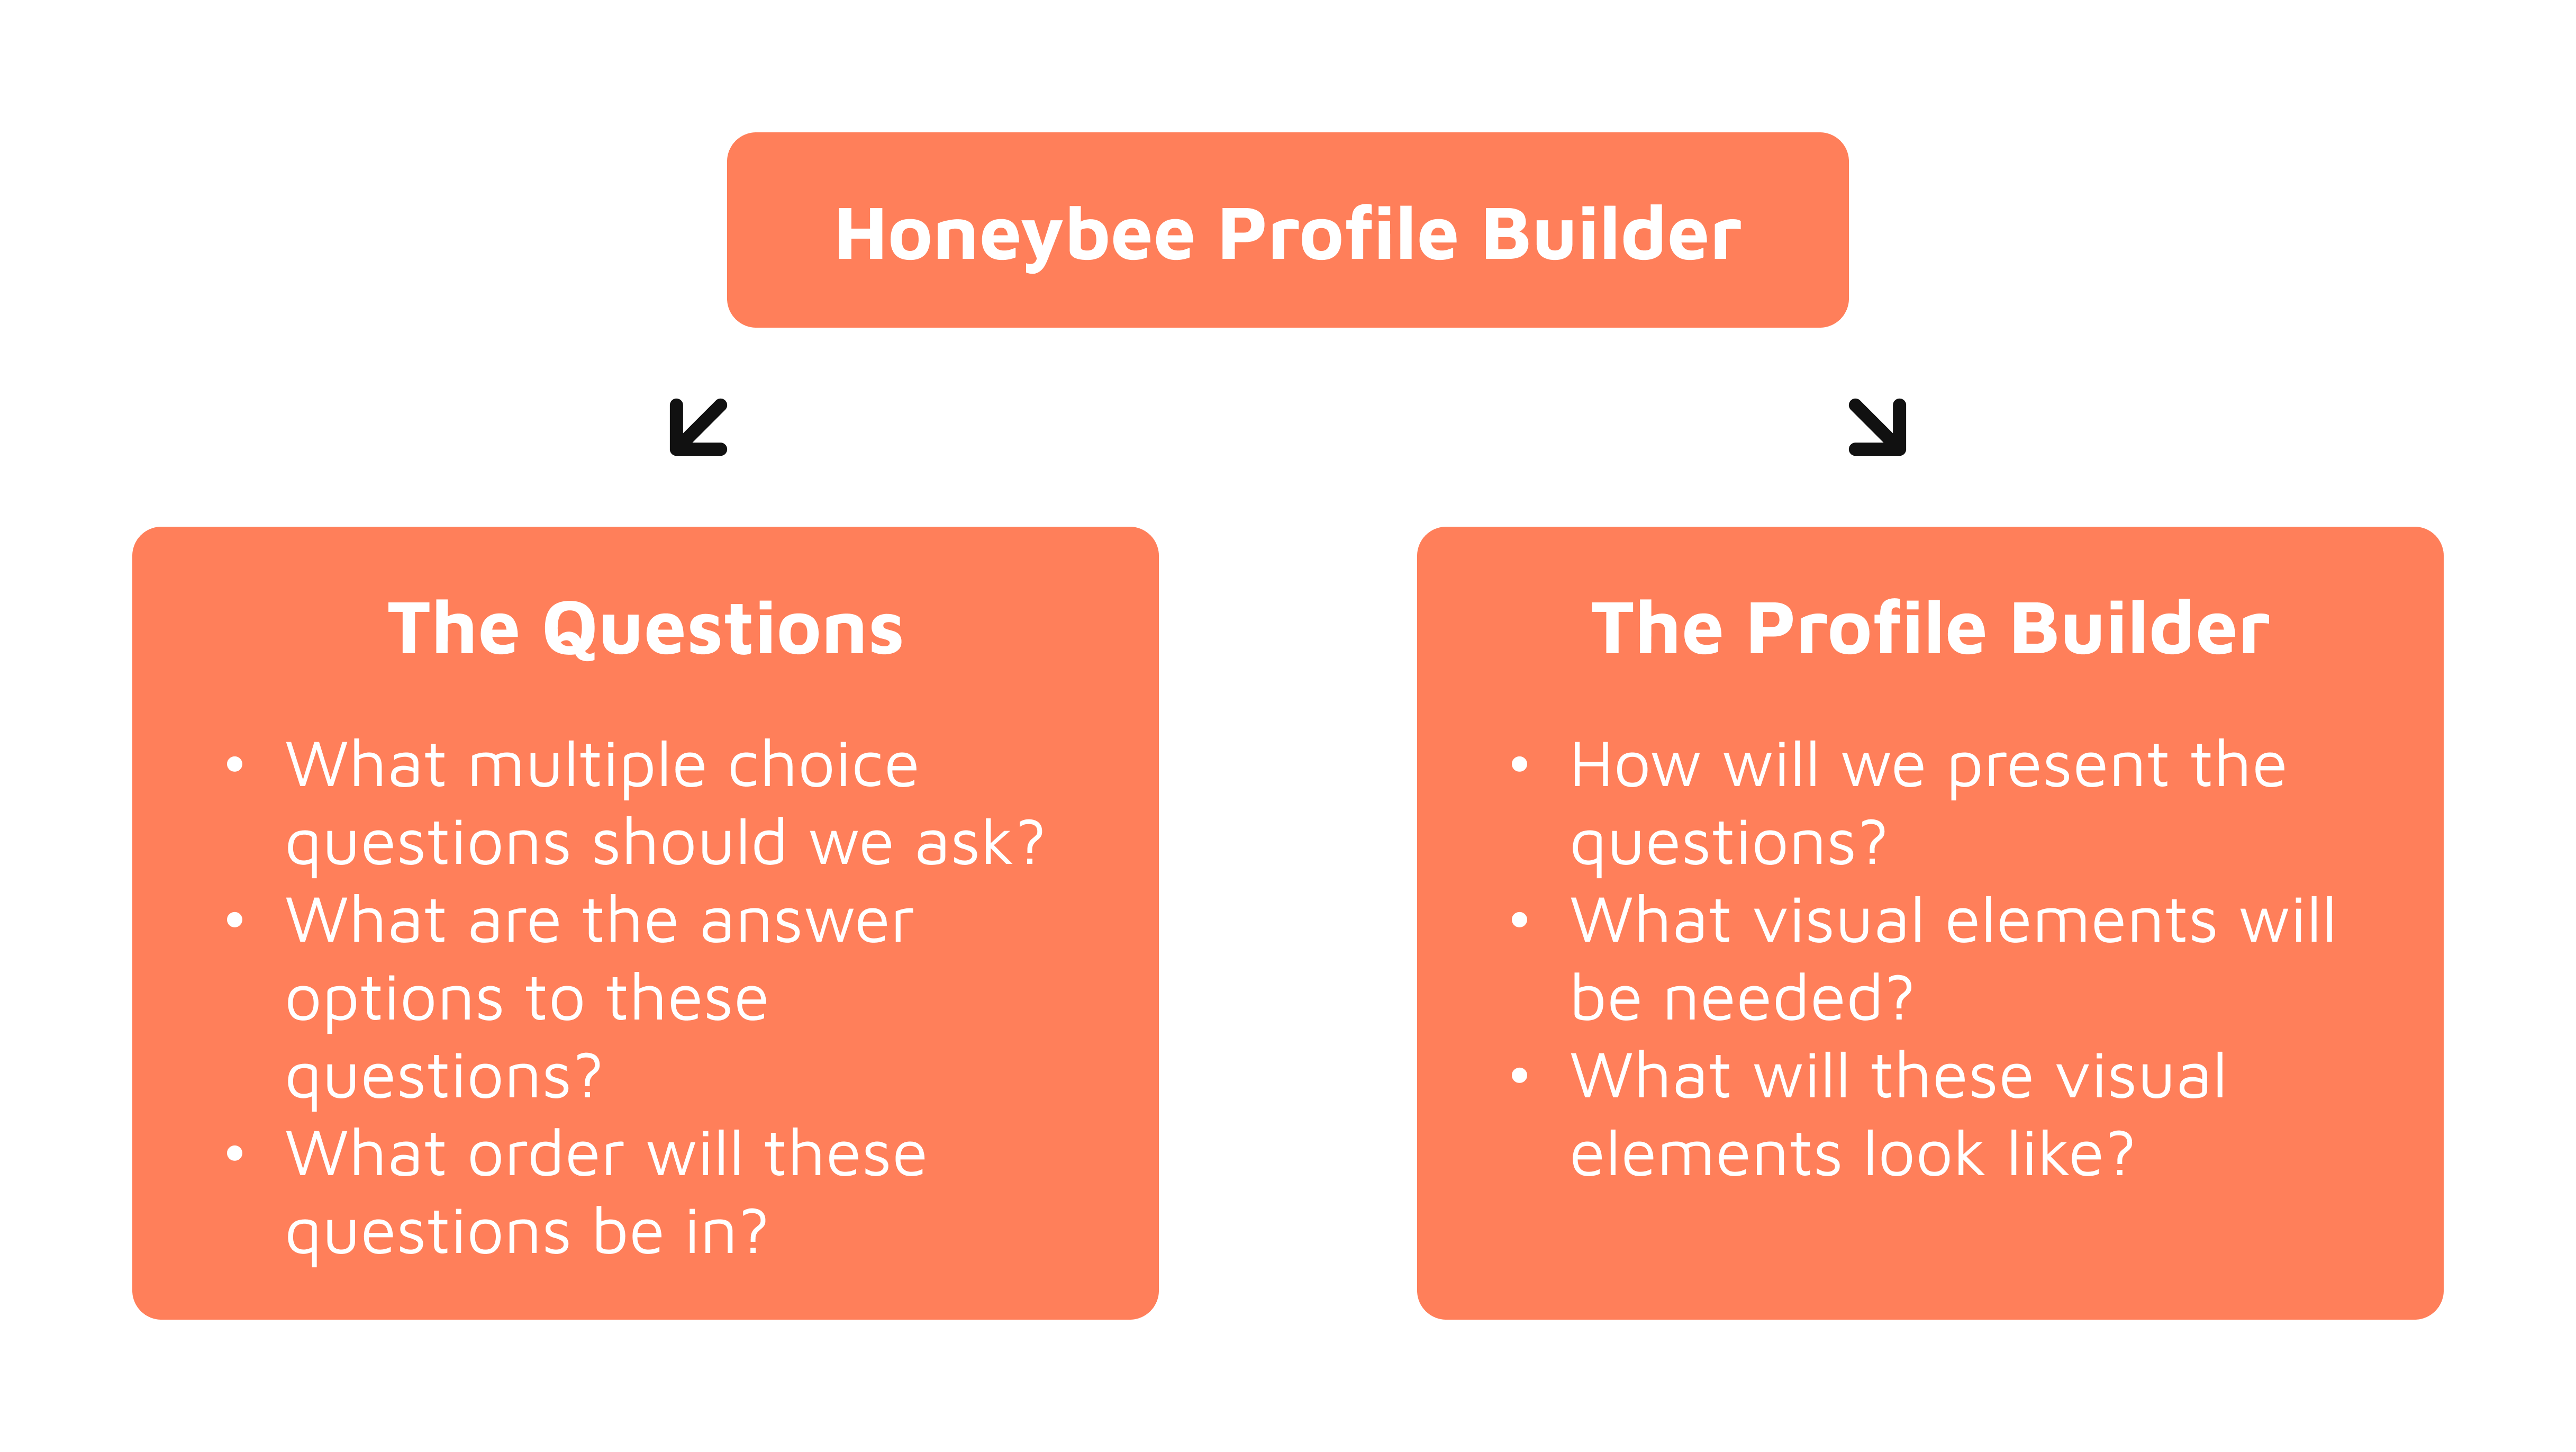 Honeybee Profile Builder
The Questions
• What multiple choice
questions should we ask?
• What are the answer
options to these
questions?
• What order will these
questions be in?
The Profile Builder
• How will we present the
questions?
• What visual elements will
be needed?
• What will these visual
elements look like?